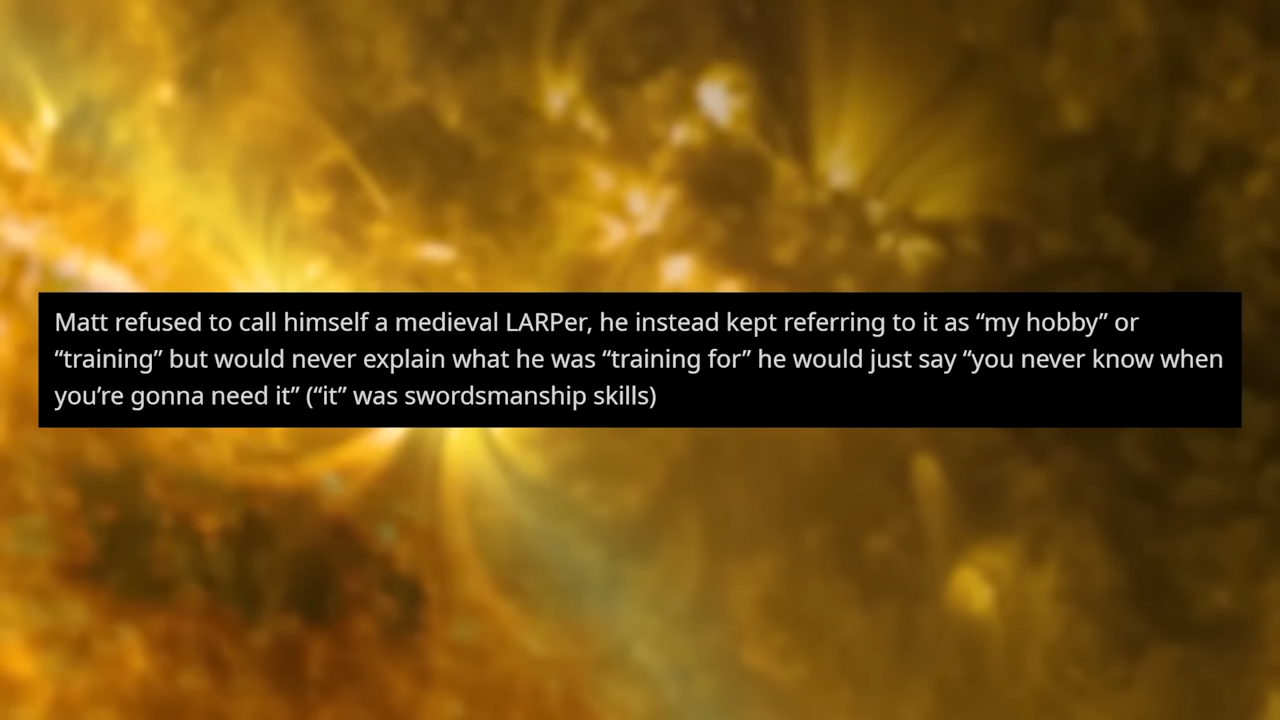 Matt refused to call himself a medieval LARPer, he instead kept referring to it as “my hobby” or
“training” but would never explain what he was “training for” he would just say “you never know when
you’re gonna need it” (“it” was swordsmanship skills)